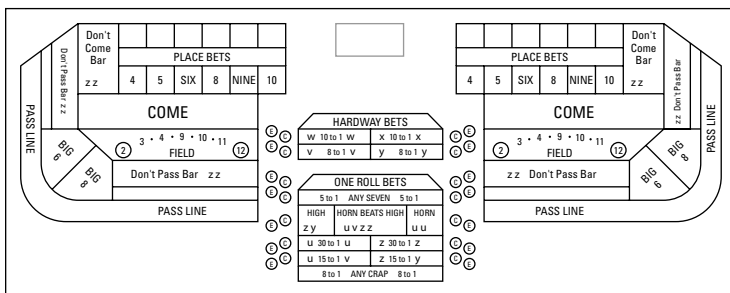 Don't Come Bar
z z
PLACE BETS
4 5 SIX 8 NINE 10
COME
Don't Pass Bar z z
PASS LINE
BIG 6
BIG 8
3 • 4 • 9 • 10 • 11
2 FIELD 12
Don't Pass Bar z z
PASS LINE
E C
E C
E C
E C
E C
E C
E C
HARDWAY BETS
w 10 to 1 w x 10 to 1 x
v 8 to 1 v y 8 to 1 y
ONE ROLL BETS
5 to 1 ANY SEVEN 5 to 1
HIGH HORN BEATS HIGH HORN
z y u v z z u u
u 30 to 1 u z 30 to 1 z
u 15 to 1 v z 15 to 1 y
8 to 1 ANY CRAP 8 to 1
C E
C E
C E
C E
C E
C E
C E
Don't Come Bar
z z
PLACE BETS
4 5 SIX 8 NINE 10
COME
zz Don't Pass Bar
PASS LINE
3 • 4 • 9 • 10 • 11
2 FIELD 12
BIG 8
BIG 6
z z Don't Pass Bar
PASS LINE